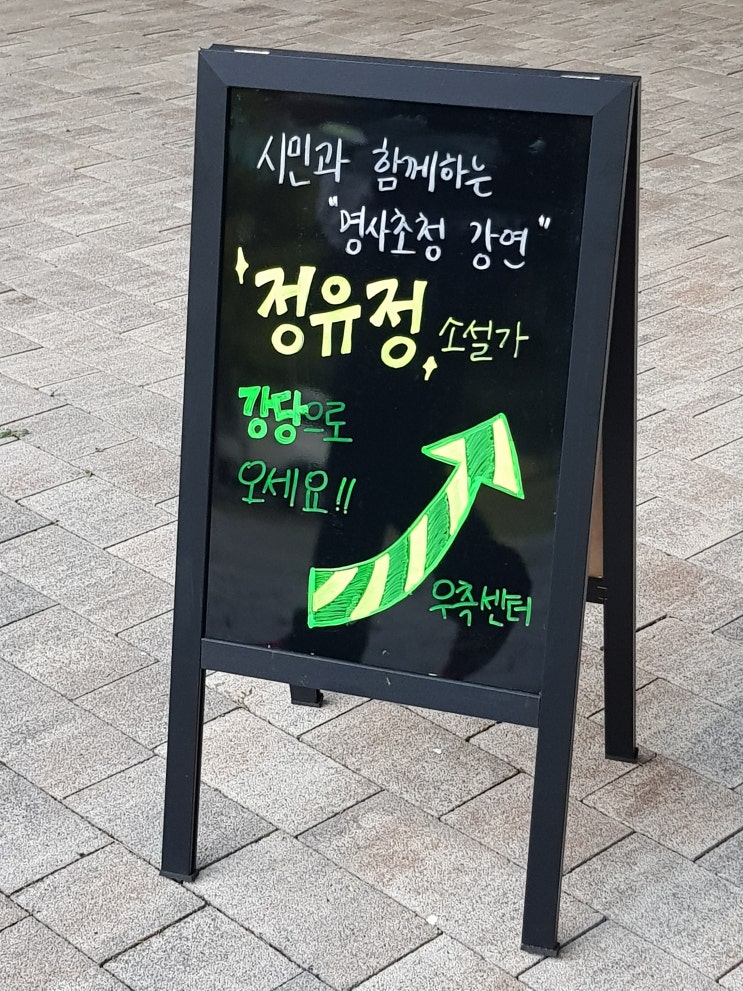 시민과 함께하는
"명사초청 강연"
정유정 소설가
강당으로
오세요!!
우측센터